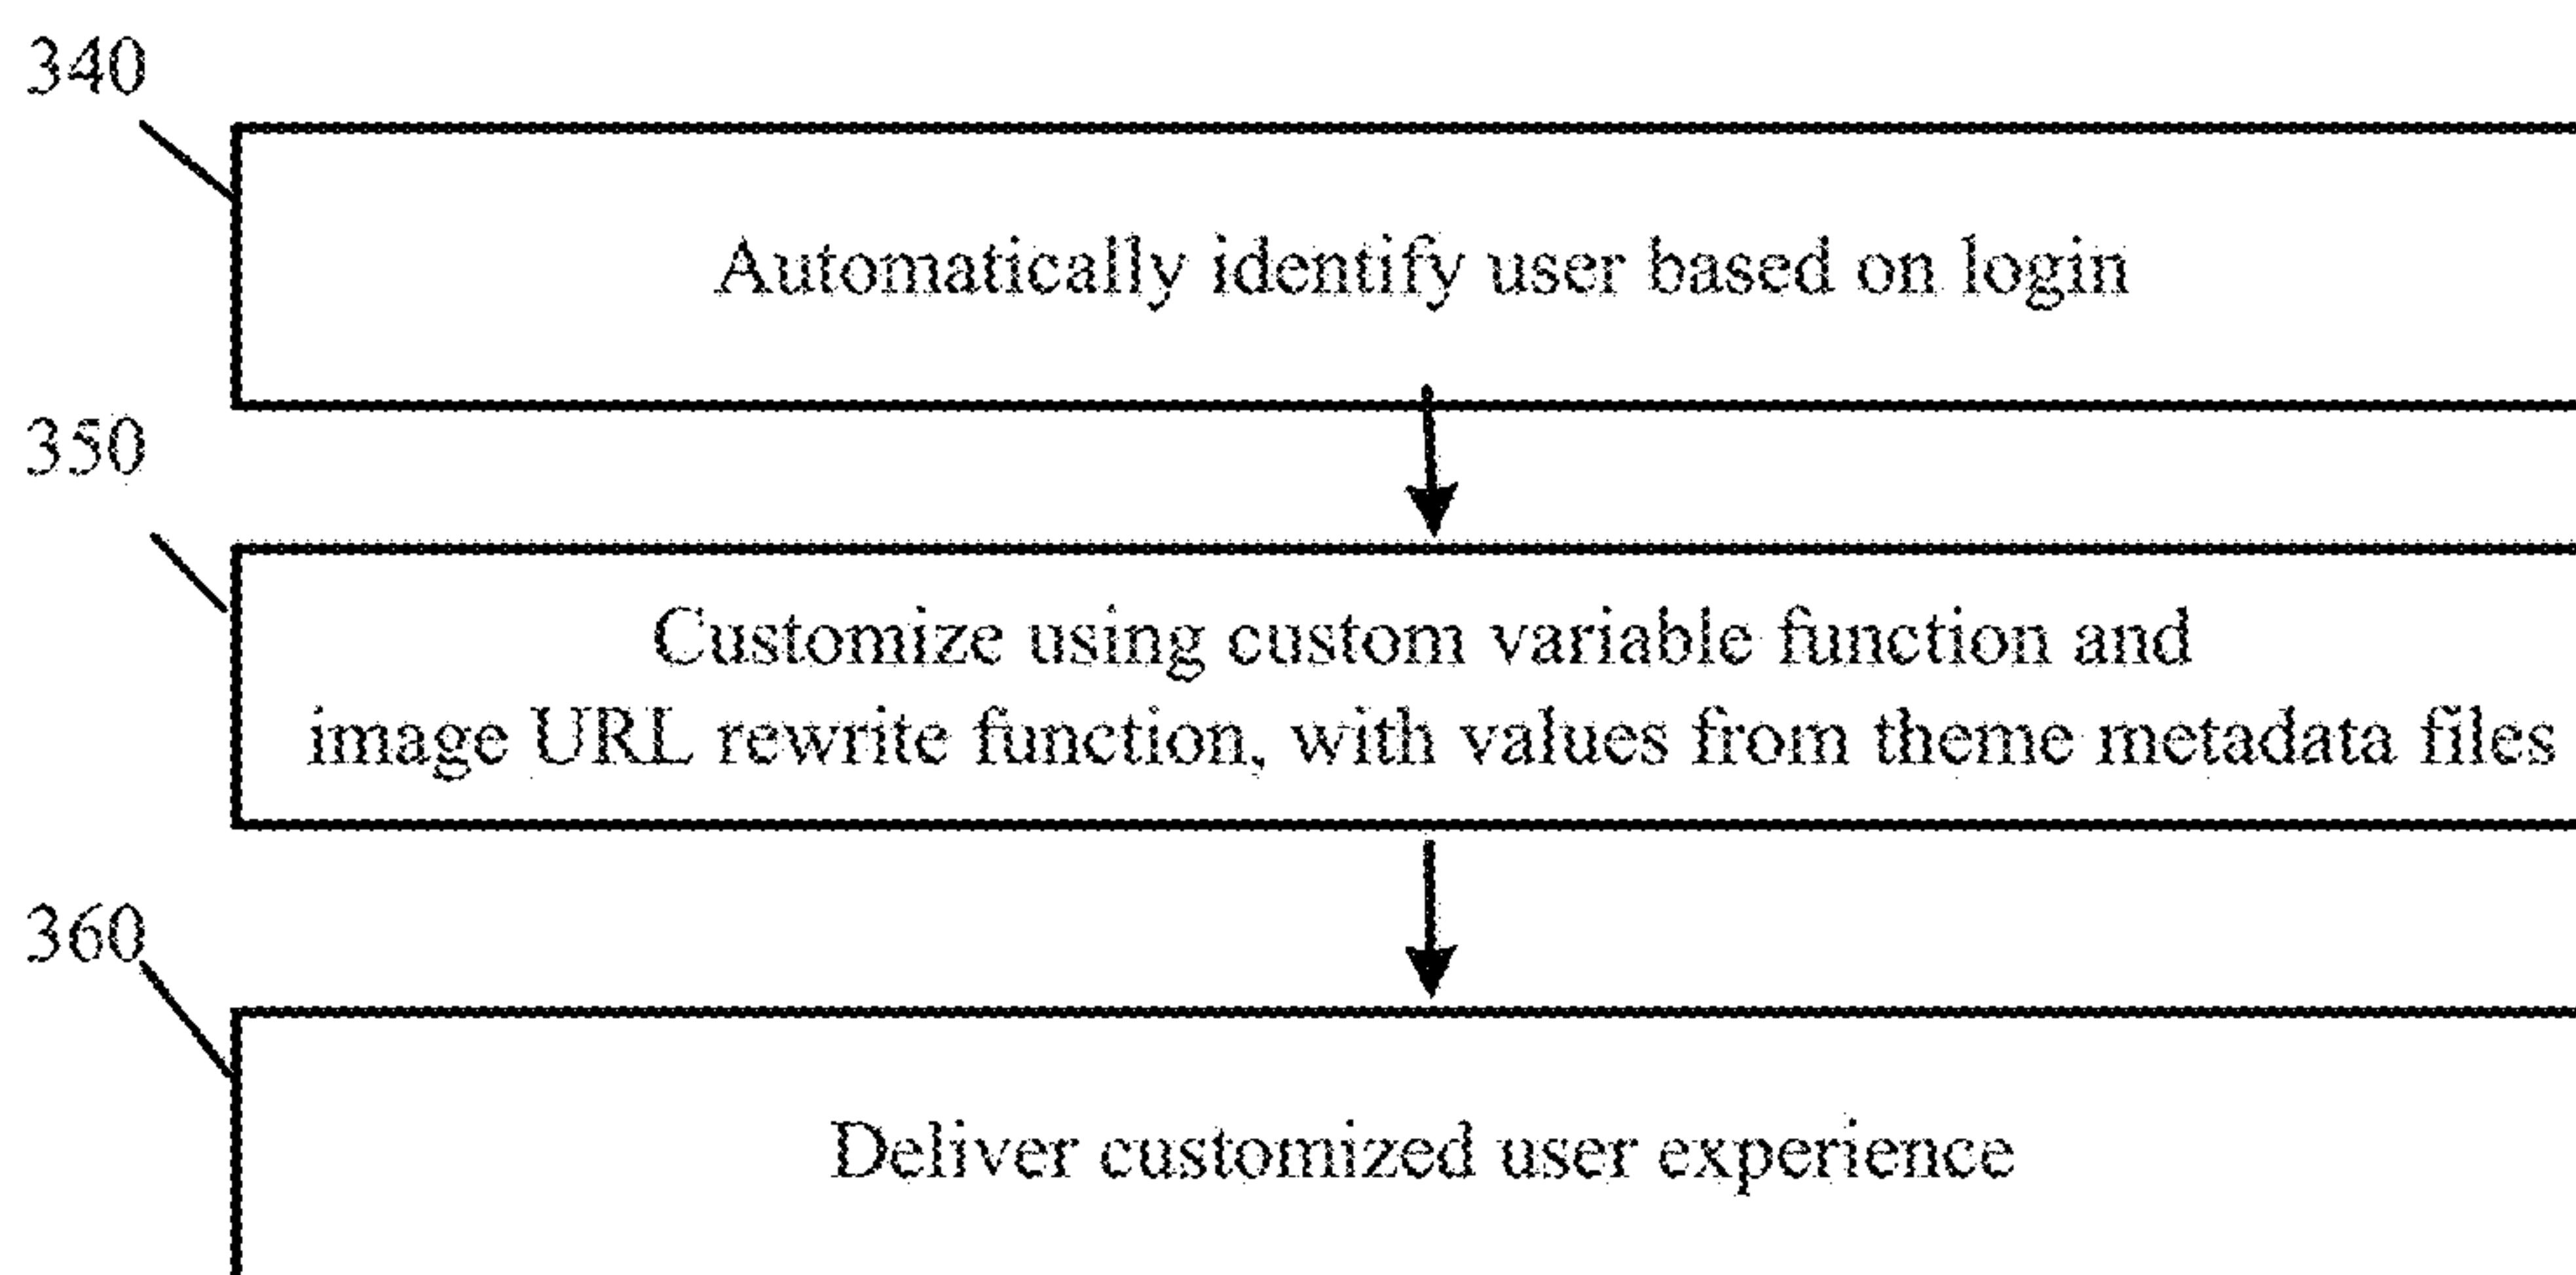 340
Automatically identify user based on login
350
Customize using custom variable function and
image URL rewrite function, with values from theme metadata files
360
Deliver customized user experience